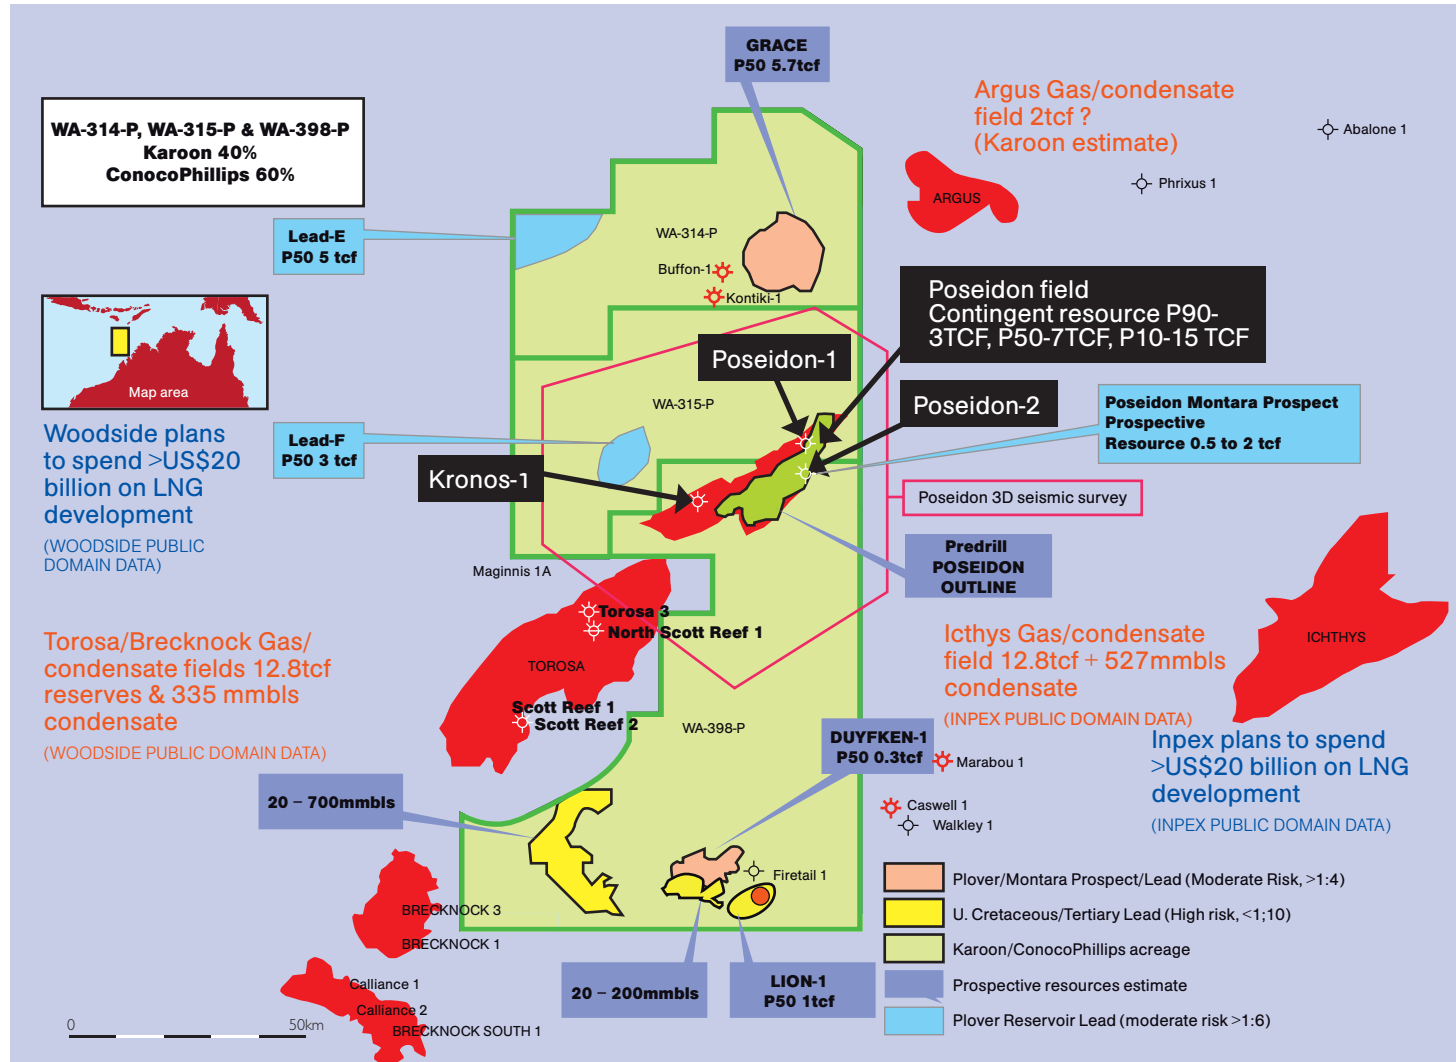 GRACE
P50 5.7tcf
WA-314-P, WA-315-P & WA-398-P
Karoon 40%
ConocoPhillips 60%
Argus Gas/condensate
field 2tcf ?
(Karoon estimate)
Abalone 1
Phrixus 1
ARGUS
Lead-E
P50 5 tcf
WA-314-P
Buffon-1
Kontiki-1
Map area
Poseidon field
Contingent resource P90-
3TCF, P50-7TCF, P10-15 TCF
Poseidon-1
Poseidon-2
WA-315-P
Poseidon Montara Prospect
Prospective
Resource 0.5 to 2 tcf
Lead-F
P50 3 tcf
Kronos-1
Poseidon 3D seismic survey
Woodside plans
to spend >US$20
billion on LNG
development
(WOODSIDE PUBLIC
DOMAIN DATA)
Predrill
POSEIDON
OUTLINE
Maginnis 1A
Torosa 3
North Scott Reef 1
TOROSA
Scott Reef 1
Scott Reef 2
Torosa/Brecknock Gas/
condensate fields 12.8tcf
reserves & 335 mmbls
condensate
(WOODSIDE PUBLIC DOMAIN DATA)
Icthys Gas/condensate
field 12.8tcf + 527mmbls
condensate
(INPEX PUBLIC DOMAIN DATA)
ICHTHYS
WA-398-P
DUYFKEN-1
P50 0.3tcf
Marabou 1
Inpex plans to spend
>US$20 billion on LNG
development
(INPEX PUBLIC DOMAIN DATA)
20 – 700mmbls
Caswell 1
Walkley 1
Firetail 1
BRECKNOCK 3
BRECKNOCK 1
Calliance 1
Calliance 2
BRECKNOCK SOUTH 1
20 – 200mmbls
LION-1
P50 1tcf
Plover/Montara Prospect/Lead (Moderate Risk, >1:4)
U. Cretaceous/Tertiary Lead (High risk, <1;10)
Karoon/ConocoPhillips acreage
Prospective resources estimate
Plover Reservoir Lead (moderate risk >1:6)
0
50km